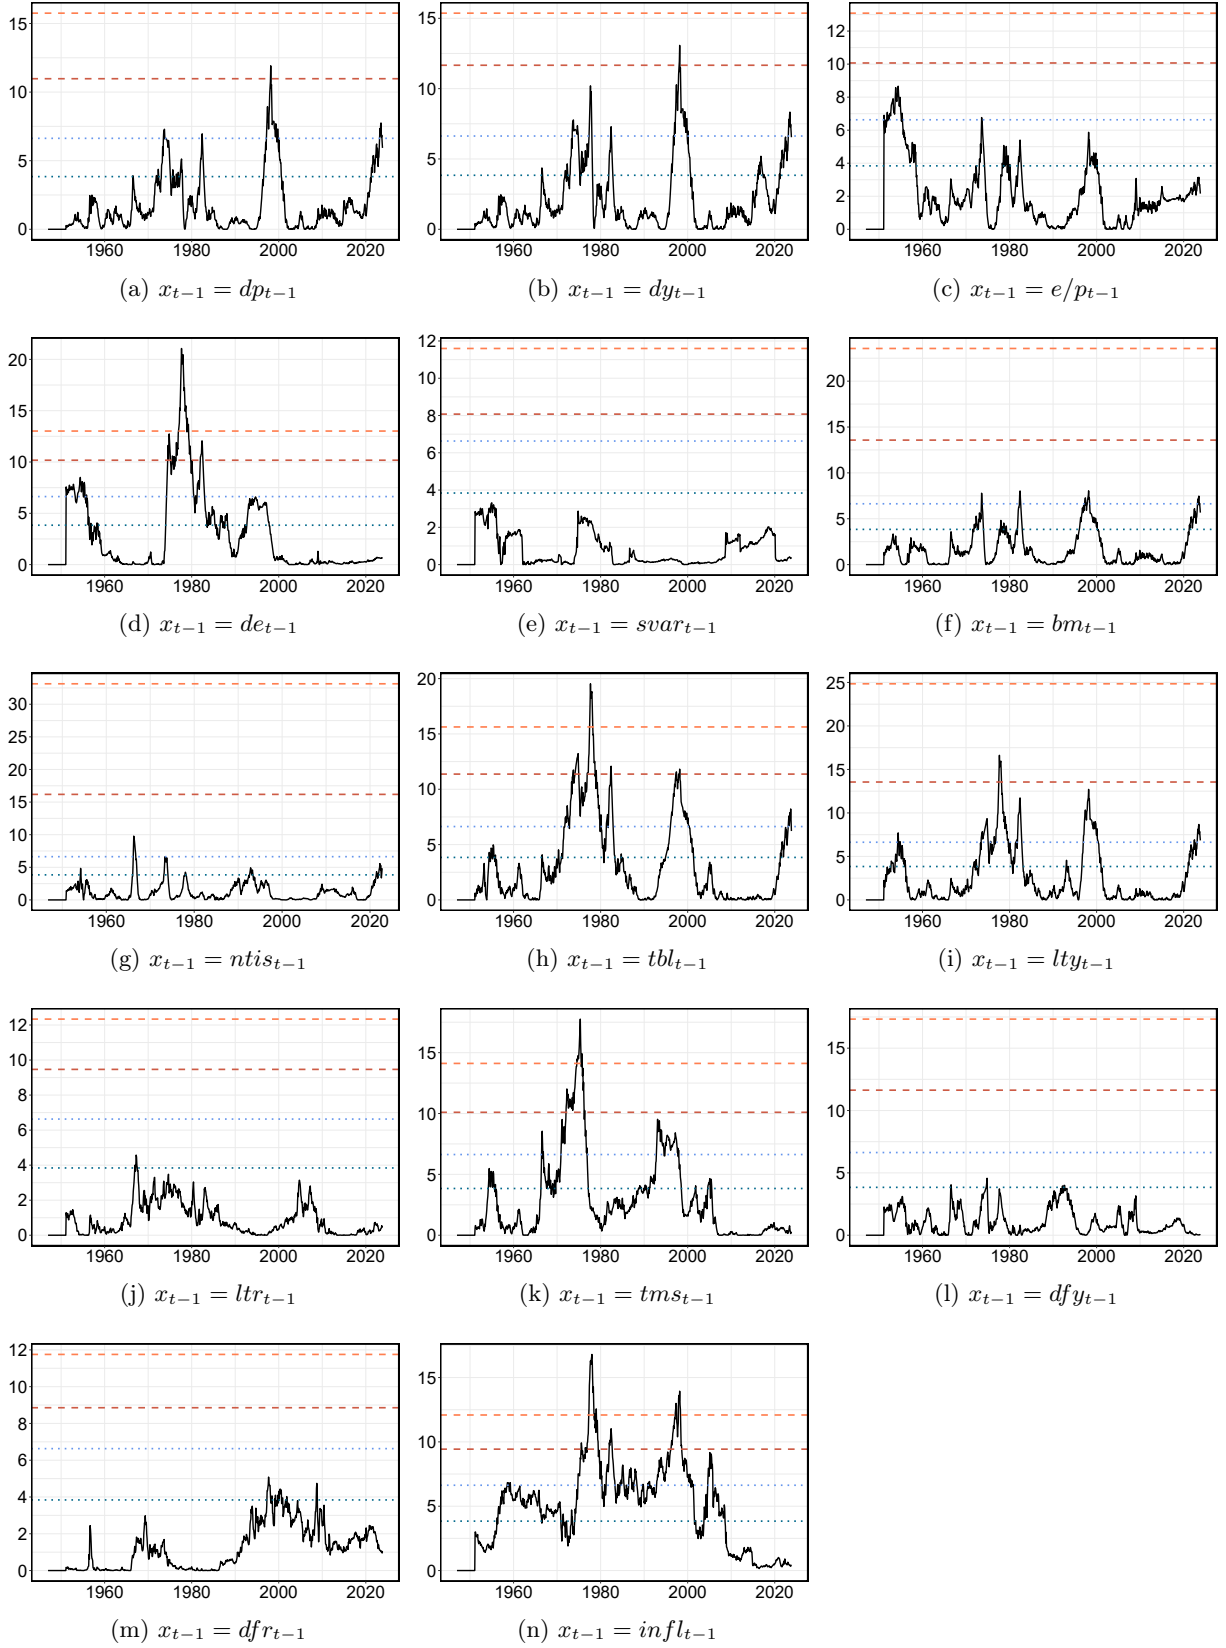 15
10
5
0
1960 1980 2000 2020
(a) x_{t−1} = dp_{t−1}
15
10
5
0
1960 1980 2000 2020
(b) x_{t−1} = dy_{t−1}
12
10
8
6
4
2
0
1960 1980 2000 2020
(c) x_{t−1} = e/p_{t−1}
20
15
10
5
0
1960 1980 2000 2020
(d) x_{t−1} = de_{t−1}
12
10
8
6
4
2
0
1960 1980 2000 2020
(e) x_{t−1} = svar_{t−1}
20
15
10
5
0
1960 1980 2000 2020
(f) x_{t−1} = bm_{t−1}
30
25
20
15
10
5
0
1960 1980 2000 2020
(g) x_{t−1} = ntis_{t−1}
20
15
10
5
0
1960 1980 2000 2020
(h) x_{t−1} = tbl_{t−1}
25
20
15
10
5
0
1960 1980 2000 2020
(i) x_{t−1} = lty_{t−1}
12
10
8
6
4
2
0
1960 1980 2000 2020
(j) x_{t−1} = ltr_{t−1}
15
10
5
0
1960 1980 2000 2020
(k) x_{t−1} = tms_{t−1}
15
10
5
0
1960 1980 2000 2020
(l) x_{t−1} = dfy_{t−1}
12
10
8
6
4
2
0
1960 1980 2000 2020
(m) x_{t−1} = dfr_{t−1}
15
10
5
0
1960 1980 2000 2020
(n) x_{t−1} = infl_{t−1}